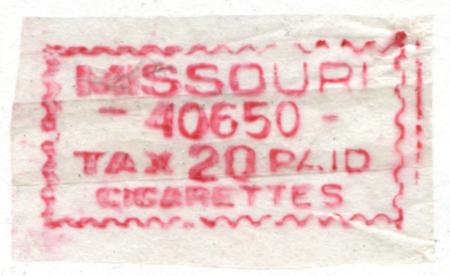 MISSOURI
- 40650 -
TAX 20 PAID
CIGARETTES